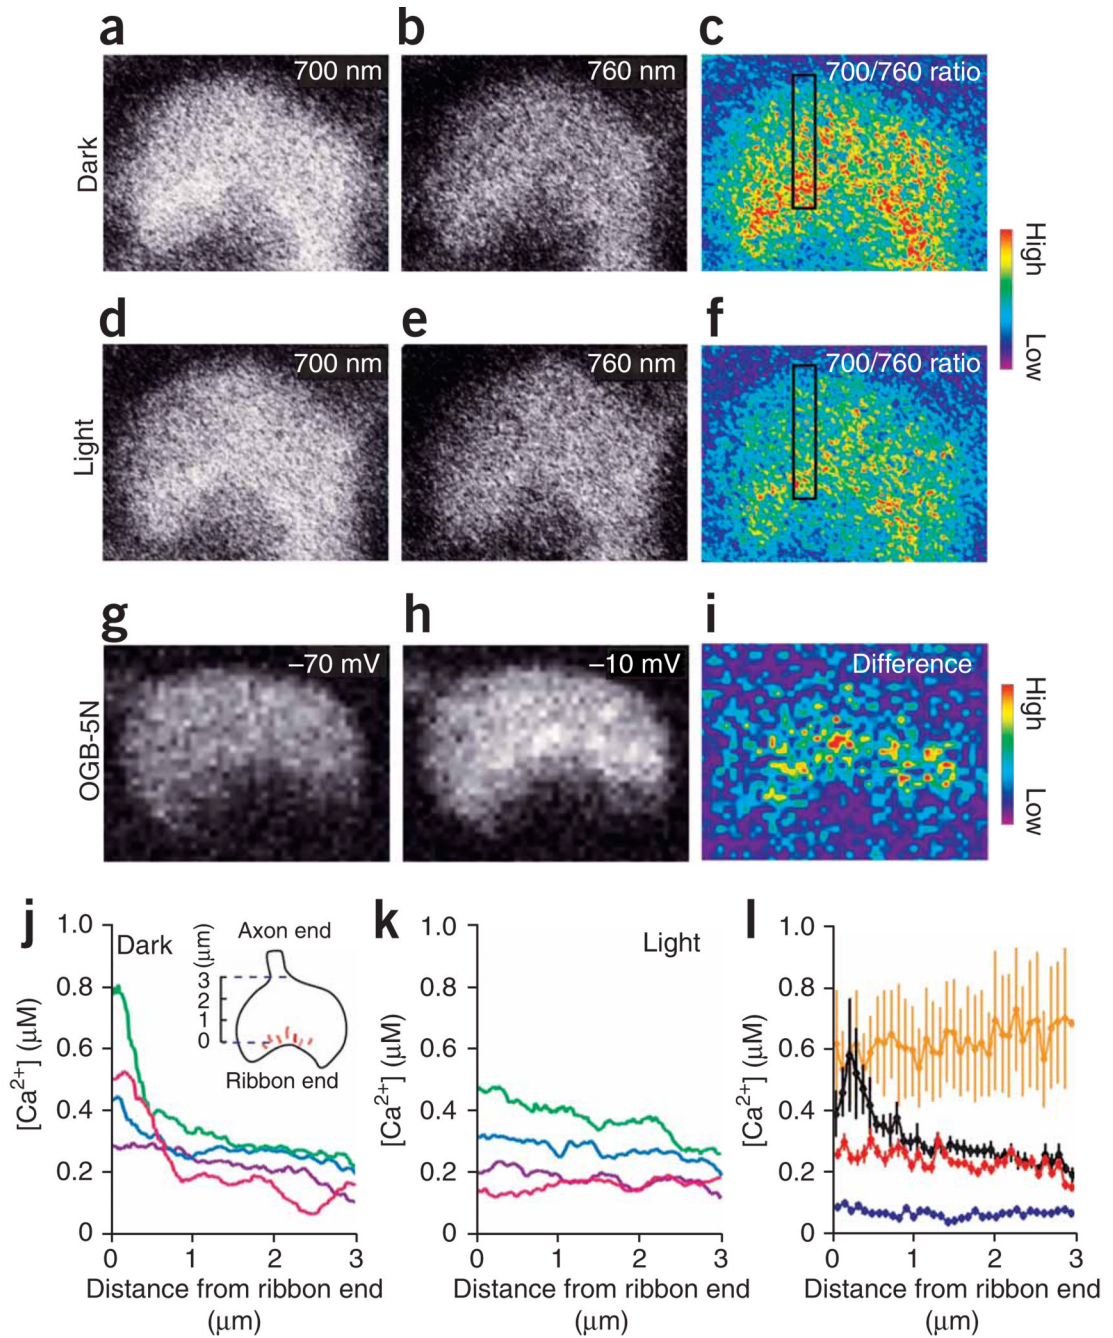 a
b
c
700 nm
760 nm
700/760 ratio
Dark
High
Low
d
e
f
700 nm
760 nm
700/760 ratio
Light
g
h
i
–70 mV
–10 mV
Difference
OGB-5N
High
Low
j
k
l
1.0
0.8
0.6
0.4
0.2
0
[Ca2+] (μM)
Dark
(μm)
3
2
1
0
Axon end
Ribbon end
0
1
2
3
Distance from ribbon end
(μm)
1.0
0.8
0.6
0.4
0.2
0
[Ca2+] (μM)
Light
0
1
2
3
Distance from ribbon end
(μm)
1.0
0.8
0.6
0.4
0.2
0
[Ca2+] (μM)
0
1
2
3
Distance from ribbon end
(μm)